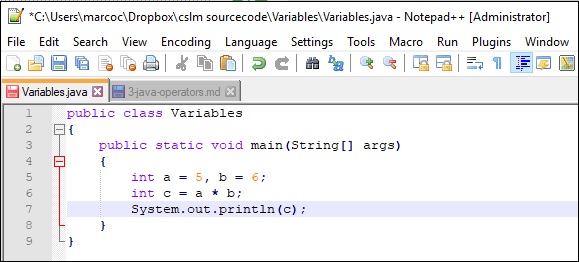 *C:\Users\marcoc\Dropbox\cslm sourcecode\Variables\Variables.java - Notepad++ [Administrator]
File Edit Search View Encoding Language Settings Tools Macro Run Plugins Window
Variables.java 3-java-operators.md
1 public class Variables
2 {
3 public static void main(String[] args)
4 {
5 int a = 5, b = 6;
6 int c = a * b;
7 System.out.println(c);
8 }
9 }